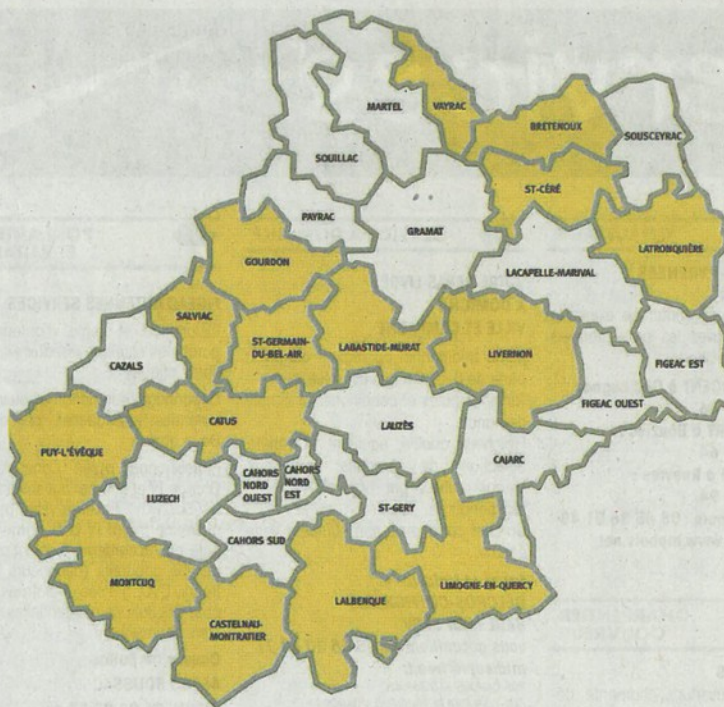 MARTEL
VAYRAC
BRETENOUX
SOUSCEYRAC
SOUILLAC
ST-CÉRÉ
PAYRAC
GRAMAT
LATRONQUIÈRE
GOURDON
LACAPELLE-MARIVAL
SALVIAC
ST-GERMAIN-
DU-BEL-AIR
LABASTIDE-MURAT
LIVERNON
FIGEAC EST
CAZALS
FIGEAC OUEST
CATUS
LAUZÈS
PUY-L'ÉVÊQUE
CAJARC
LUZECH
CAHORS
NORD
OUEST
CAHORS
NORD
EST
ST-GERY
CAHORS SUD
MONTCUQ
LIMOGNE-EN-QUERCY
LALBENQUE
CASTELNAU-
MONTRATIER